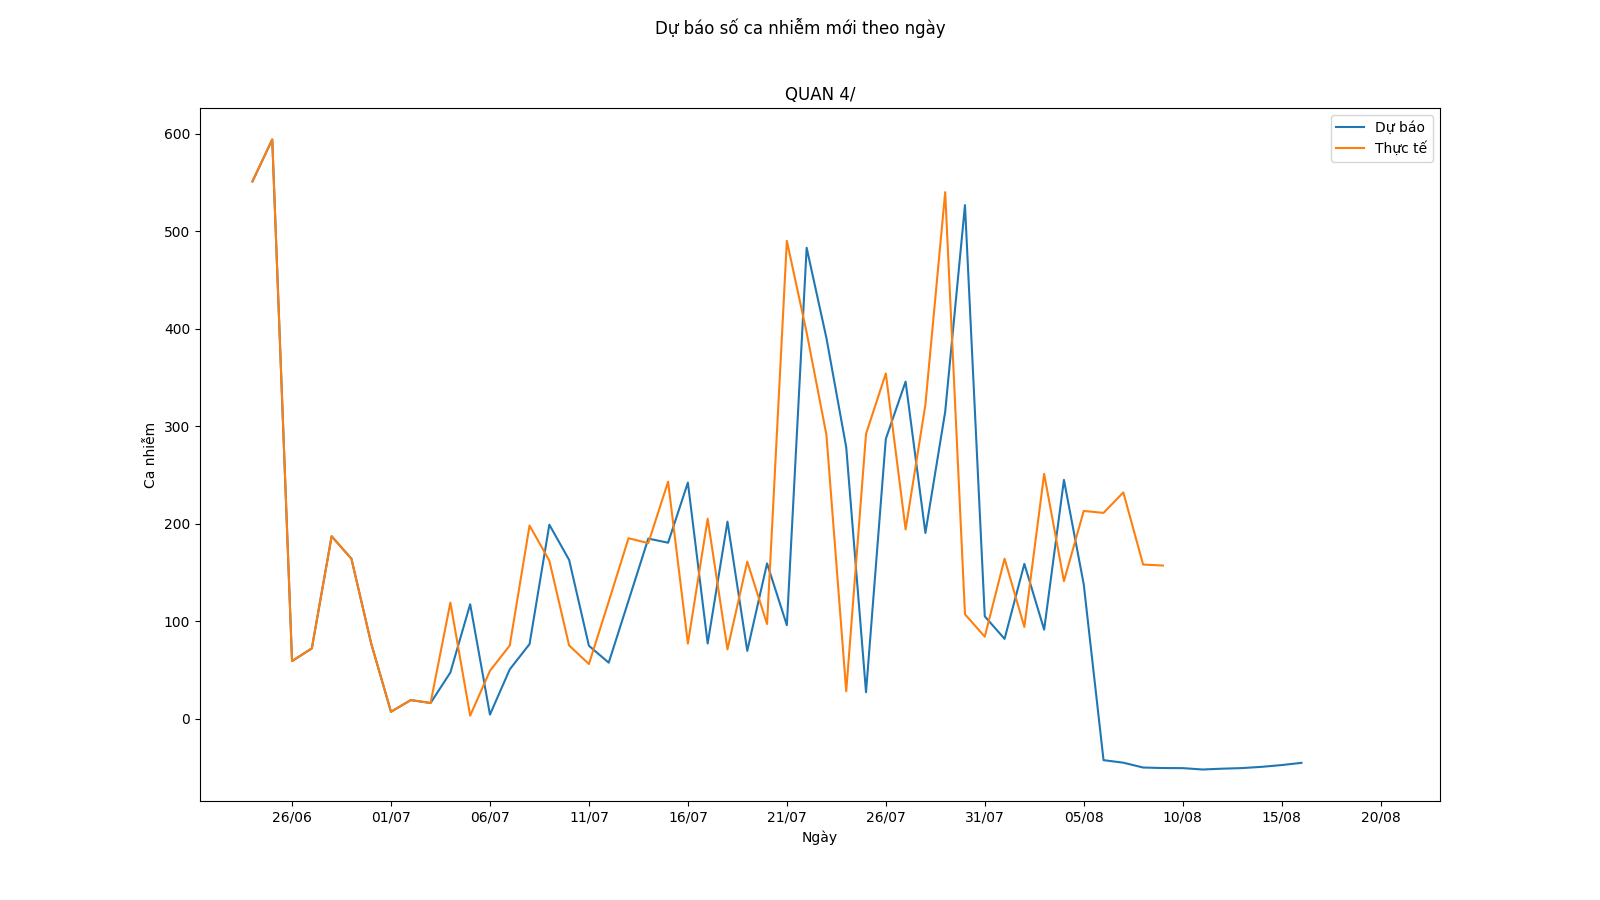 Dự báo số ca nhiễm mới theo ngày
QUAN 4/
Dự báo
Thực tế
600
500
400
300
200
100
0
Ca nhiễm
26/06 01/07 06/07 11/07 16/07 21/07 26/07 31/07 05/08 10/08 15/08 20/08
Ngày